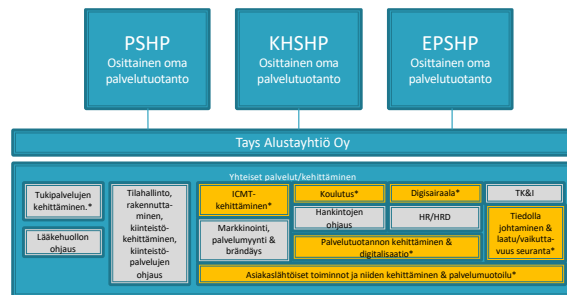 PSHP
Osittainen oma
palvelutuotanto
KHSHP
Osittainen oma
palvelutuotanto
EPSHP
Osittainen oma
palvelutuotanto
Tays Alustayhtiö Oy
Yhteiset palvelut/kehittäminen
Tukipalvelujen
kehittäminen.*
Lääkehuollon
ohjaus
Tilahallinto,
rakennutta-
minen,
kiinteistö-
kehittäminen,
kiinteistö-
palvelujen
ohjaus
ICMT-
kehittäminen*
Markkinointi,
palvelumyynti &
brändäys
Koulutus*
Hankintojen
ohjaus
Digisairaala*
HR/HRD
Palvelutuotannon kehittäminen &
digitalisaatio*
TK&I
Tiedolla
johtaminen &
laatu/vaikutta-
vuus seuranta*
Asiakaslähtöiset toiminnot ja niiden kehittäminen & palvelumuotoilu*